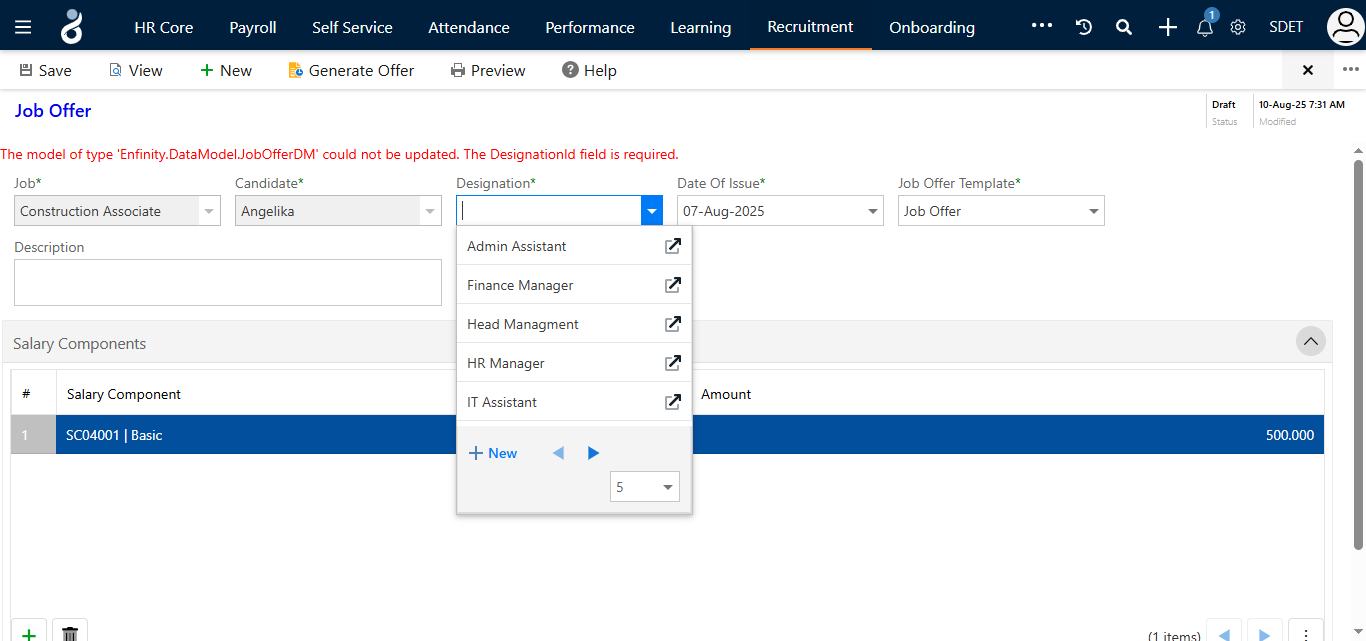 HR Core Payroll Self Service Attendance Performance Learning Recruitment Onboarding ••• 1 SDET
Save View New Generate Offer Preview Help
Job Offer
Draft 10-Aug-25 7:31 AM
Status Modified
The model of type 'Enfinity.DataModel.JobOfferDM' could not be updated. The DesignationId field is required.
Job* Candidate* Designation* Date Of Issue* Job Offer Template*
Construction Associate Angelika 07-Aug-2025 Job Offer
Description
Admin Assistant
Finance Manager
Head Managment
HR Manager
IT Assistant
+ New
5
Salary Components
# Salary Component Amount
1 SC04001 | Basic 500.000
(1 items)